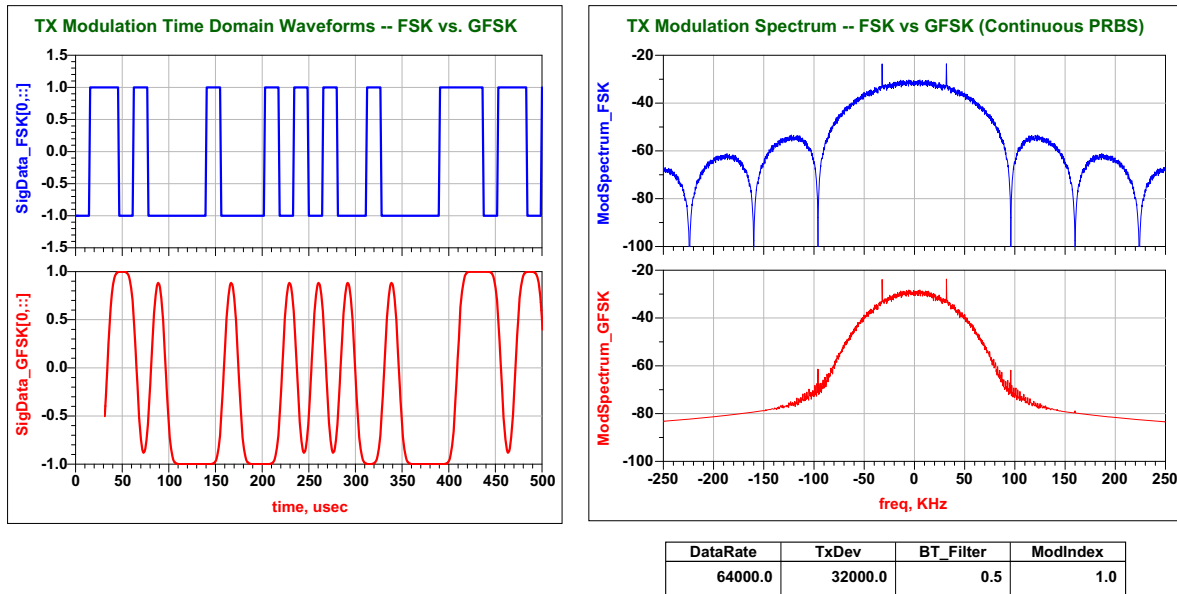 TX Modulation Time Domain Waveforms -- FSK vs. GFSK
1.5
1.0
0.5
0.0
-0.5
-1.0
-1.5
SigData_FSK[0,::]
1.0
0.5
0.0
-0.5
-1.0
SigData_GFSK[0,::]
0 50 100 150 200 250 300 350 400 450 500
time, usec
TX Modulation Spectrum -- FSK vs GFSK (Continuous PRBS)
-20
-40
-60
-80
-100
ModSpectrum_FSK
-20
-40
-60
-80
-100
ModSpectrum_GFSK
-250 -200 -150 -100 -50 0 50 100 150 200 250
freq, KHz
DataRate TxDev BT_Filter ModIndex
64000.0 32000.0 0.5 1.0